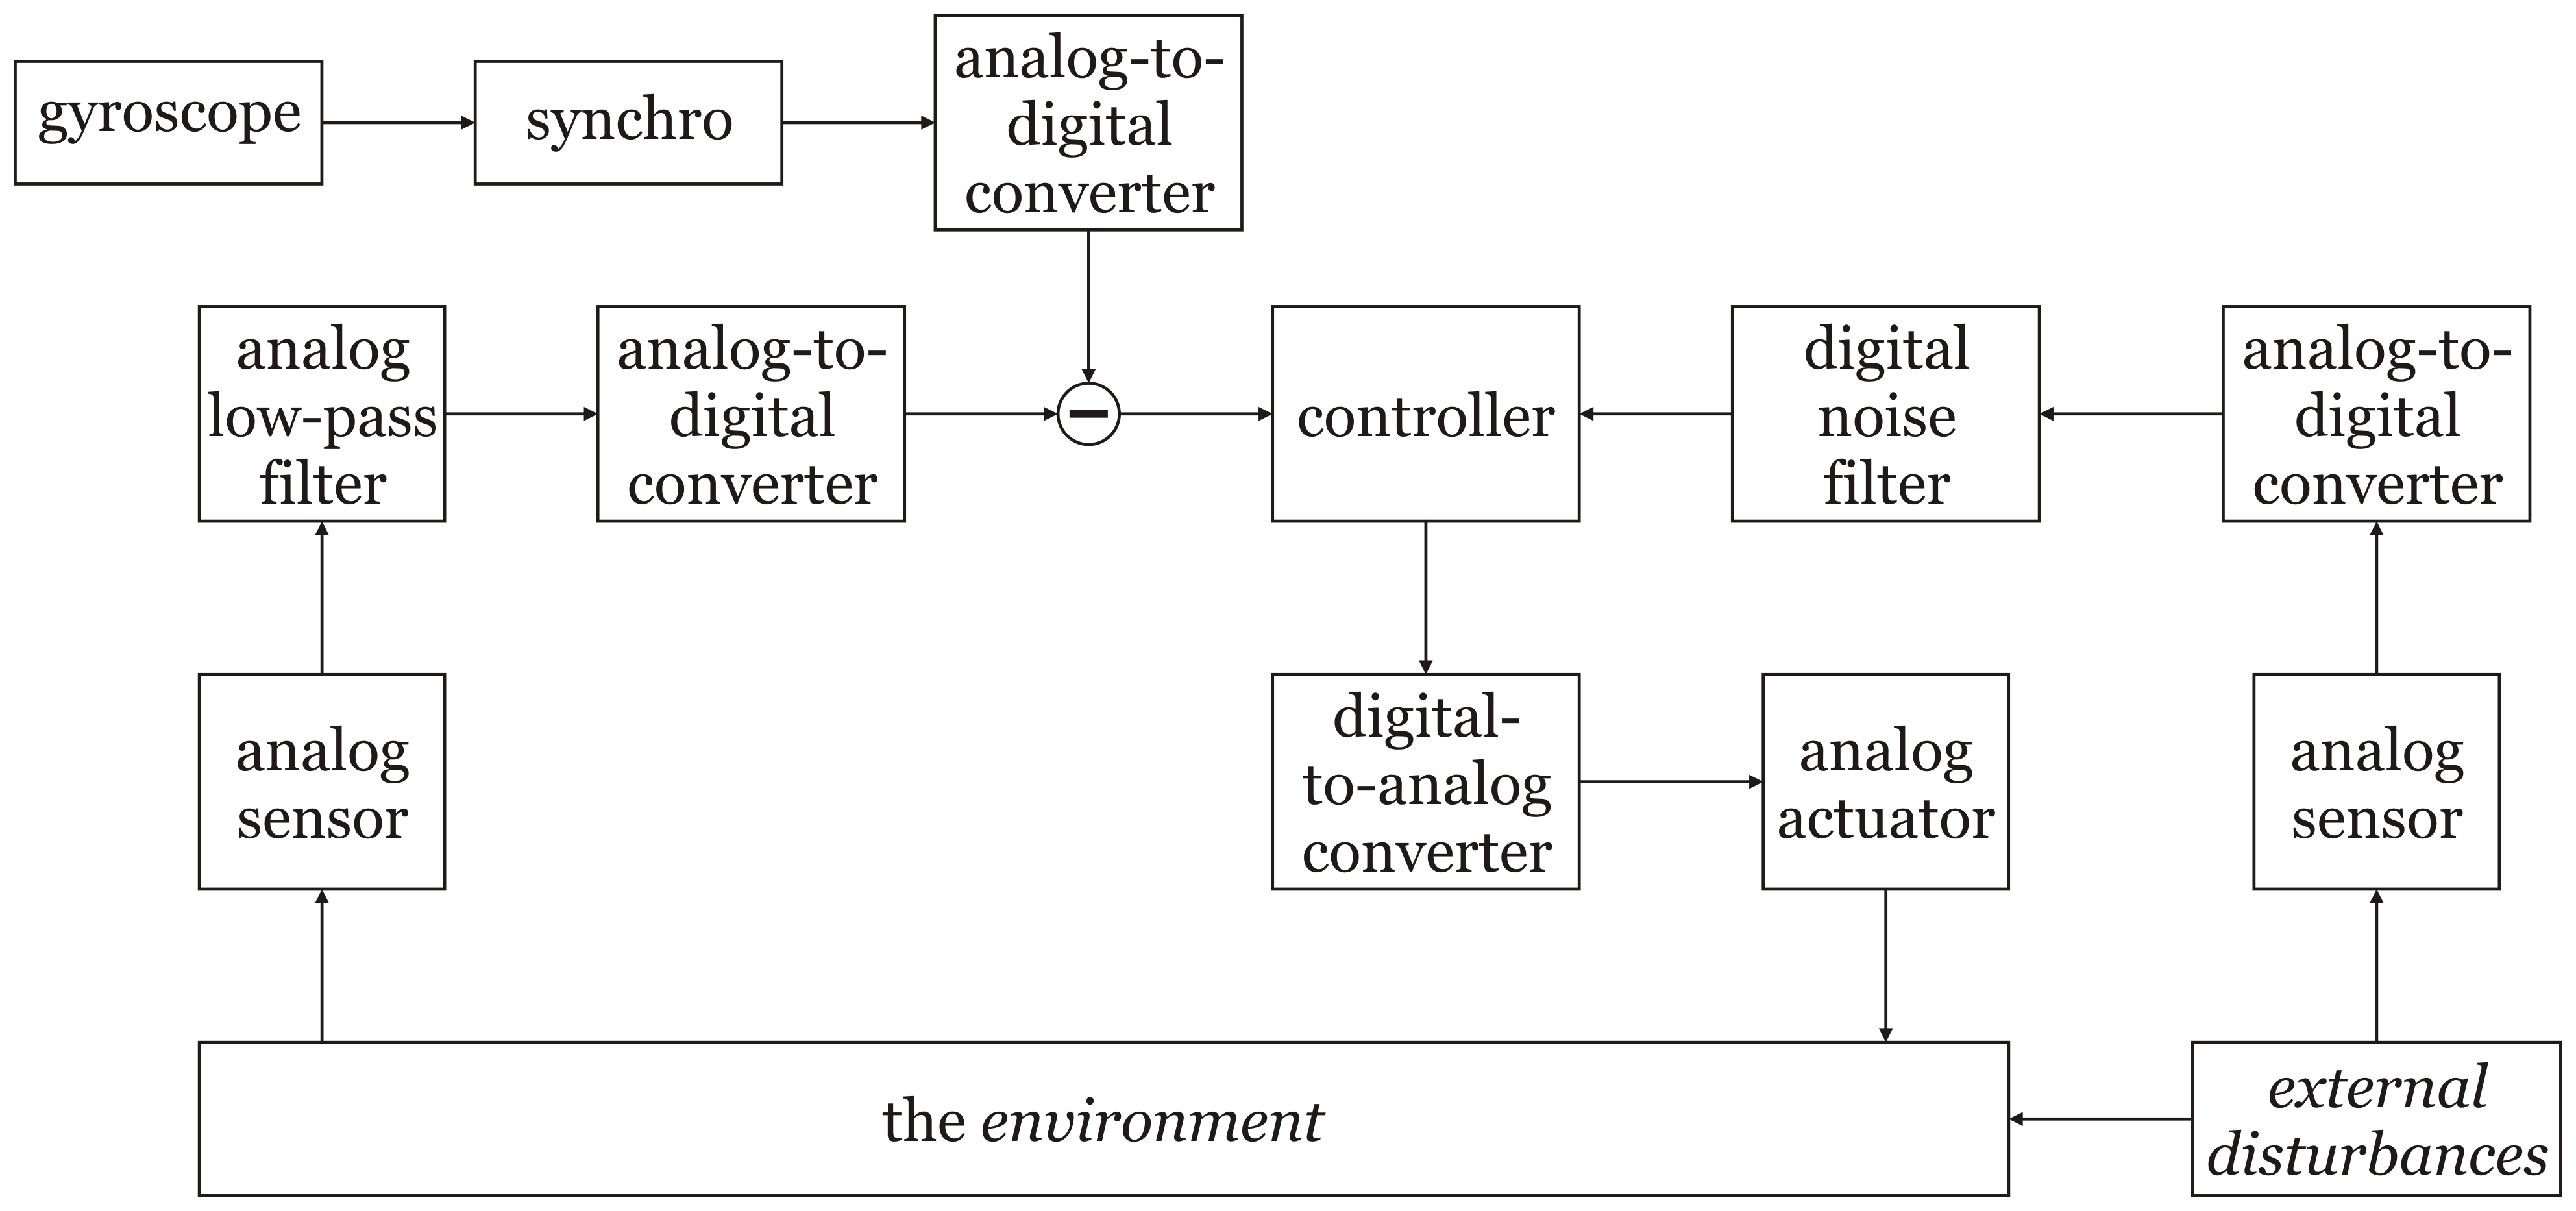 gyroscope
synchro
analog-to-
digital
converter
analog
low-pass
filter
analog-to-
digital
converter
−
controller
digital
noise
filter
analog-to-
digital
converter
analog
sensor
digital-
to-analog
converter
analog
actuator
analog
sensor
the environment
external
disturbances